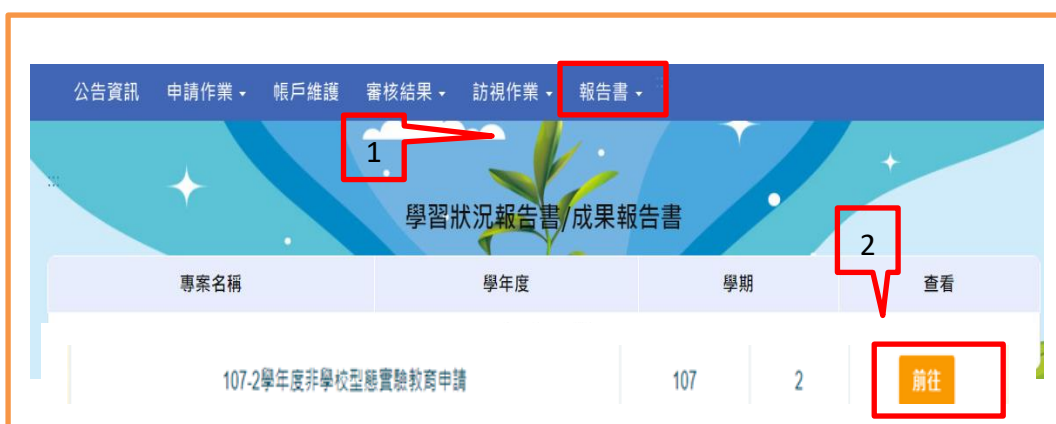 公告資訊 申請作業 帳戶維護 審核結果 訪視作業 報告書
1
學習狀況報告書/成果報告書
2
專案名稱 學年度 學期 查看
107-2學年度非學校型態實驗教育申請 107 2 前往